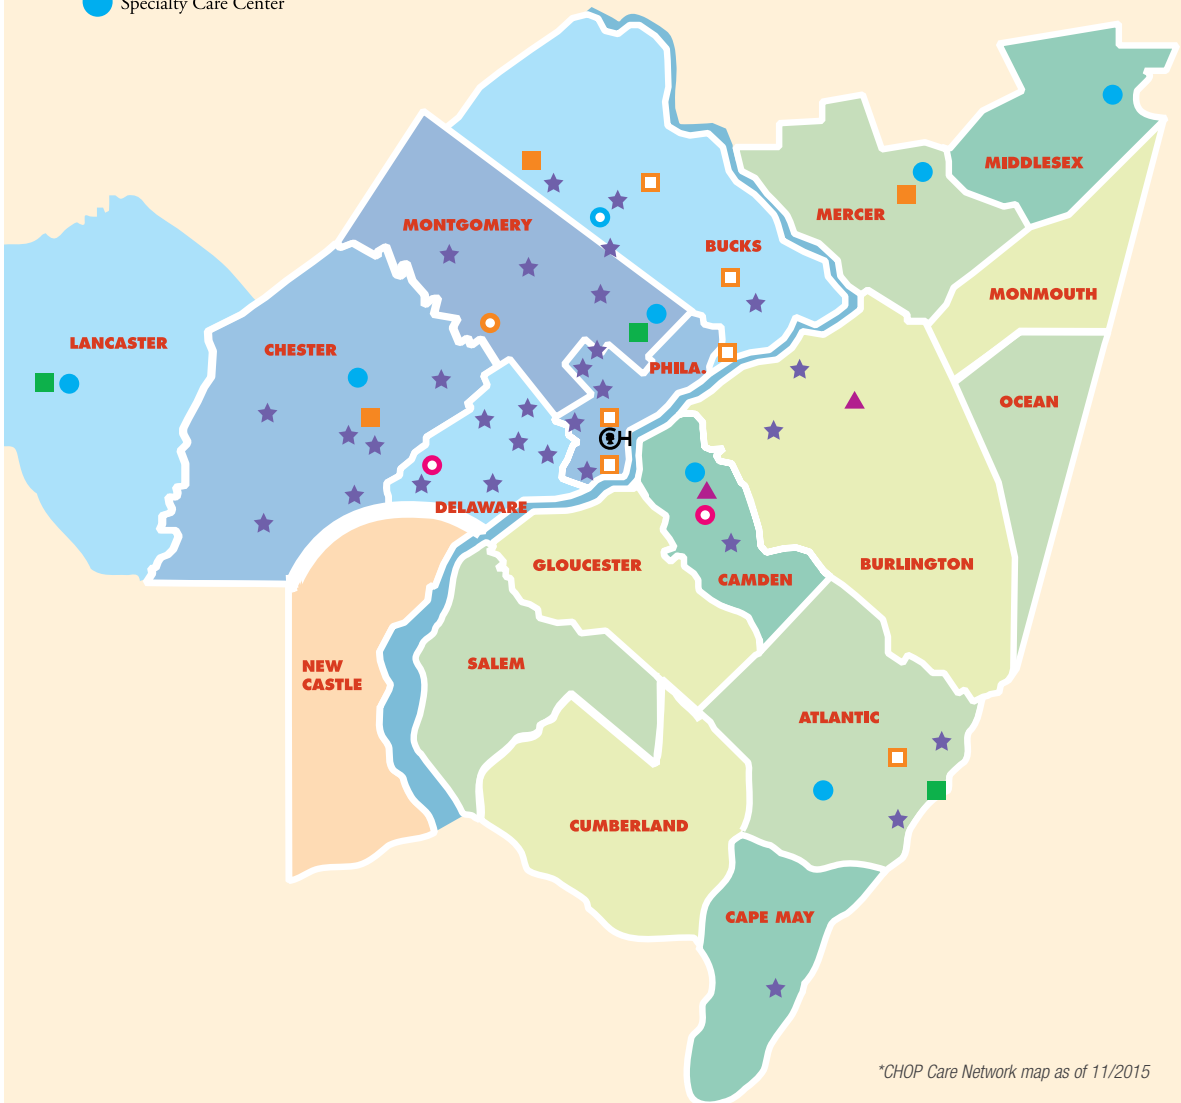 Specialty Care Center
MIDDLESEX
MERCER
MONTGOMERY
BUCKS
MONMOUTH
LANCASTER
CHESTER
PHILA.
OCEAN
H
DELAWARE
GLOUCESTER
CAMDEN
BURLINGTON
NEW
CASTLE
SALEM
ATLANTIC
CUMBERLAND
CAPE MAY
*CHOP Care Network map as of 11/2015